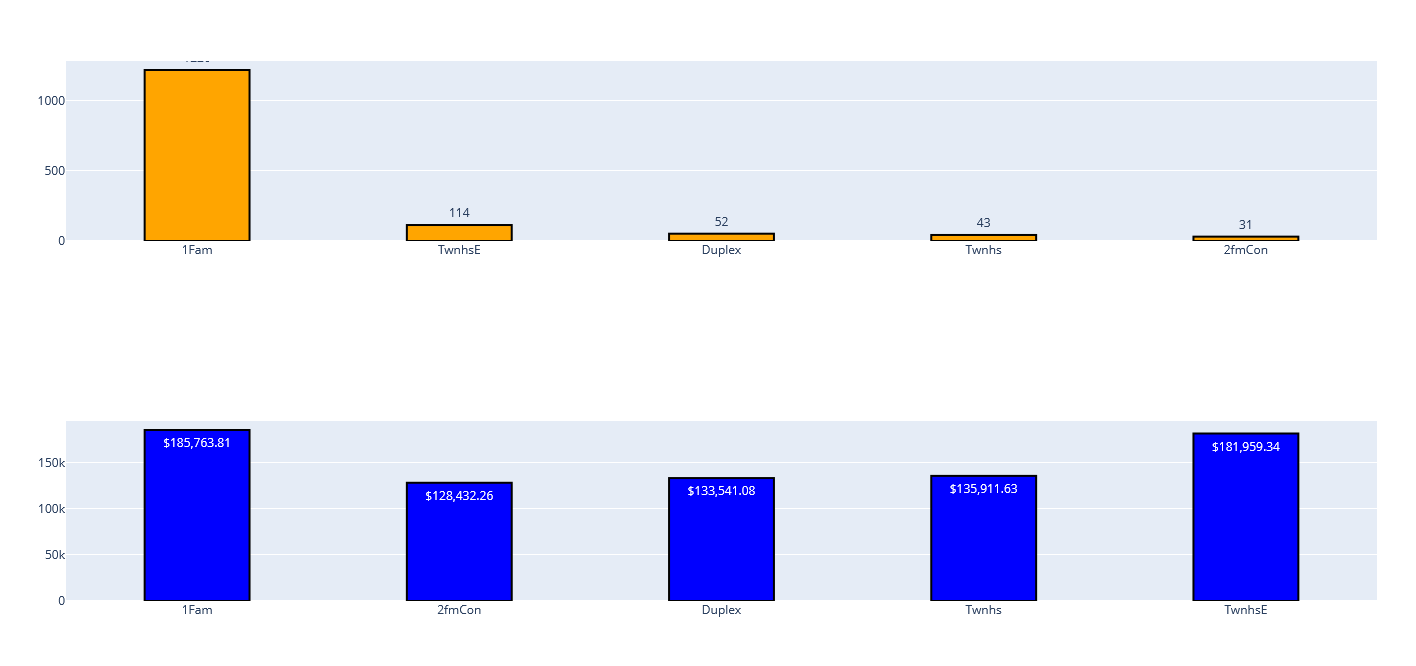 1000
500
0
114
52
43
31
1Fam
TwnhsE
Duplex
Twnhs
2fmCon
150k
100k
50k
0
$185,763.81
$128,432.26
$133,541.08
$135,911.63
$181,959.34
1Fam
2fmCon
Duplex
Twnhs
TwnhsE